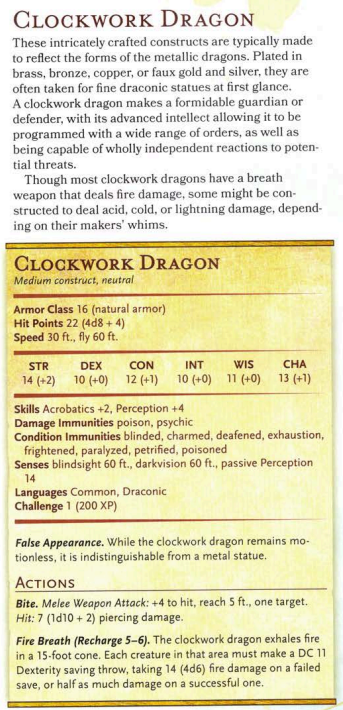 Clockwork Dragon
These intricately crafted constructs are typically made
to reflect the forms of the metallic dragons. Plated in
brass, bronze, copper, or faux gold and silver, they are
often taken for fine draconic statues at first glance.
A clockwork dragon makes a formidable guardian or
defender, with its advanced intellect allowing it to be
programmed with a wide range of orders, as well as
being capable of wholly independent reactions to poten-
tial threats.
Though most clockwork dragons have a breath
weapon that deals fire damage, some might be con-
structed to deal acid, cold, or lightning damage, depend-
ing on their makers' whims.
Clockwork Dragon
Medium construct, neutral
Armor Class 16 (natural armor)
Hit Points 22 (4d8 + 4)
Speed 30 ft., fly 60 ft.
STR DEX CON INT WIS CHA
14 (+2) 10 (+0) 12 (+1) 10 (+0) 11 (+0) 13 (+1)
Skills Acrobatics +2, Perception +4
Damage Immunities poison, psychic
Condition Immunities blinded, charmed, deafened, exhaustion,
frightened, paralyzed, petrified, poisoned
Senses blindsight 60 ft., darkvision 60 ft., passive Perception
14
Languages Common, Draconic
Challenge 1 (200 XP)
False Appearance. While the clockwork dragon remains mo-
tionless, it is indistinguishable from a metal statue.
Actions
Bite. Melee Weapon Attack: +4 to hit, reach 5 ft., one target.
Hit: 7 (1d10 + 2) piercing damage.
Fire Breath (Recharge 5–6). The clockwork dragon exhales fire
in a 15-foot cone. Each creature in that area must make a DC 11
Dexterity saving throw, taking 14 (4d6) fire damage on a failed
save, or half as much damage on a successful one.